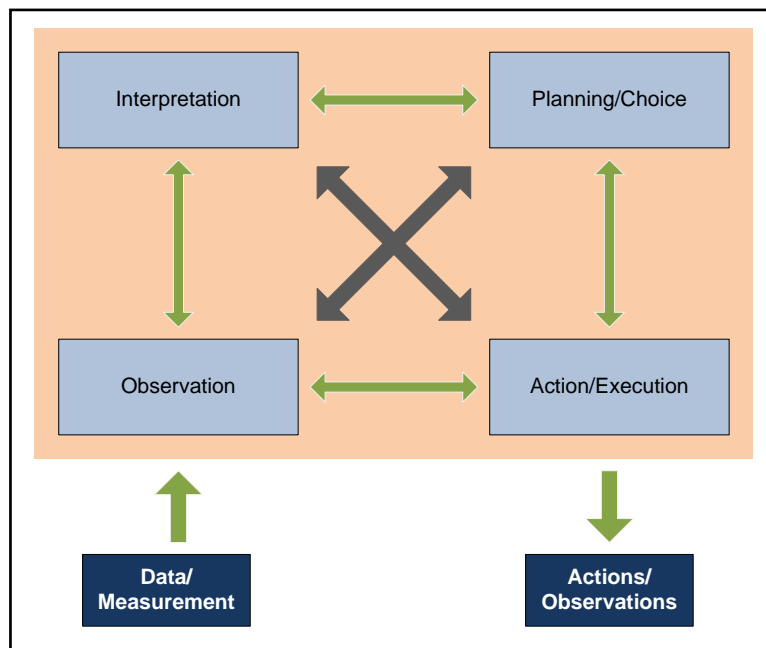 Interpretation
Planning/Choice
Observation
Action/Execution
Data/
Measurement
Actions/
Observations